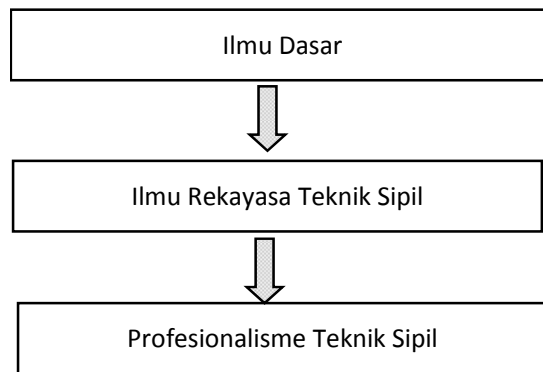 Ilmu Dasar
Ilmu Rekayasa Teknik Sipil
Profesionalisme Teknik Sipil